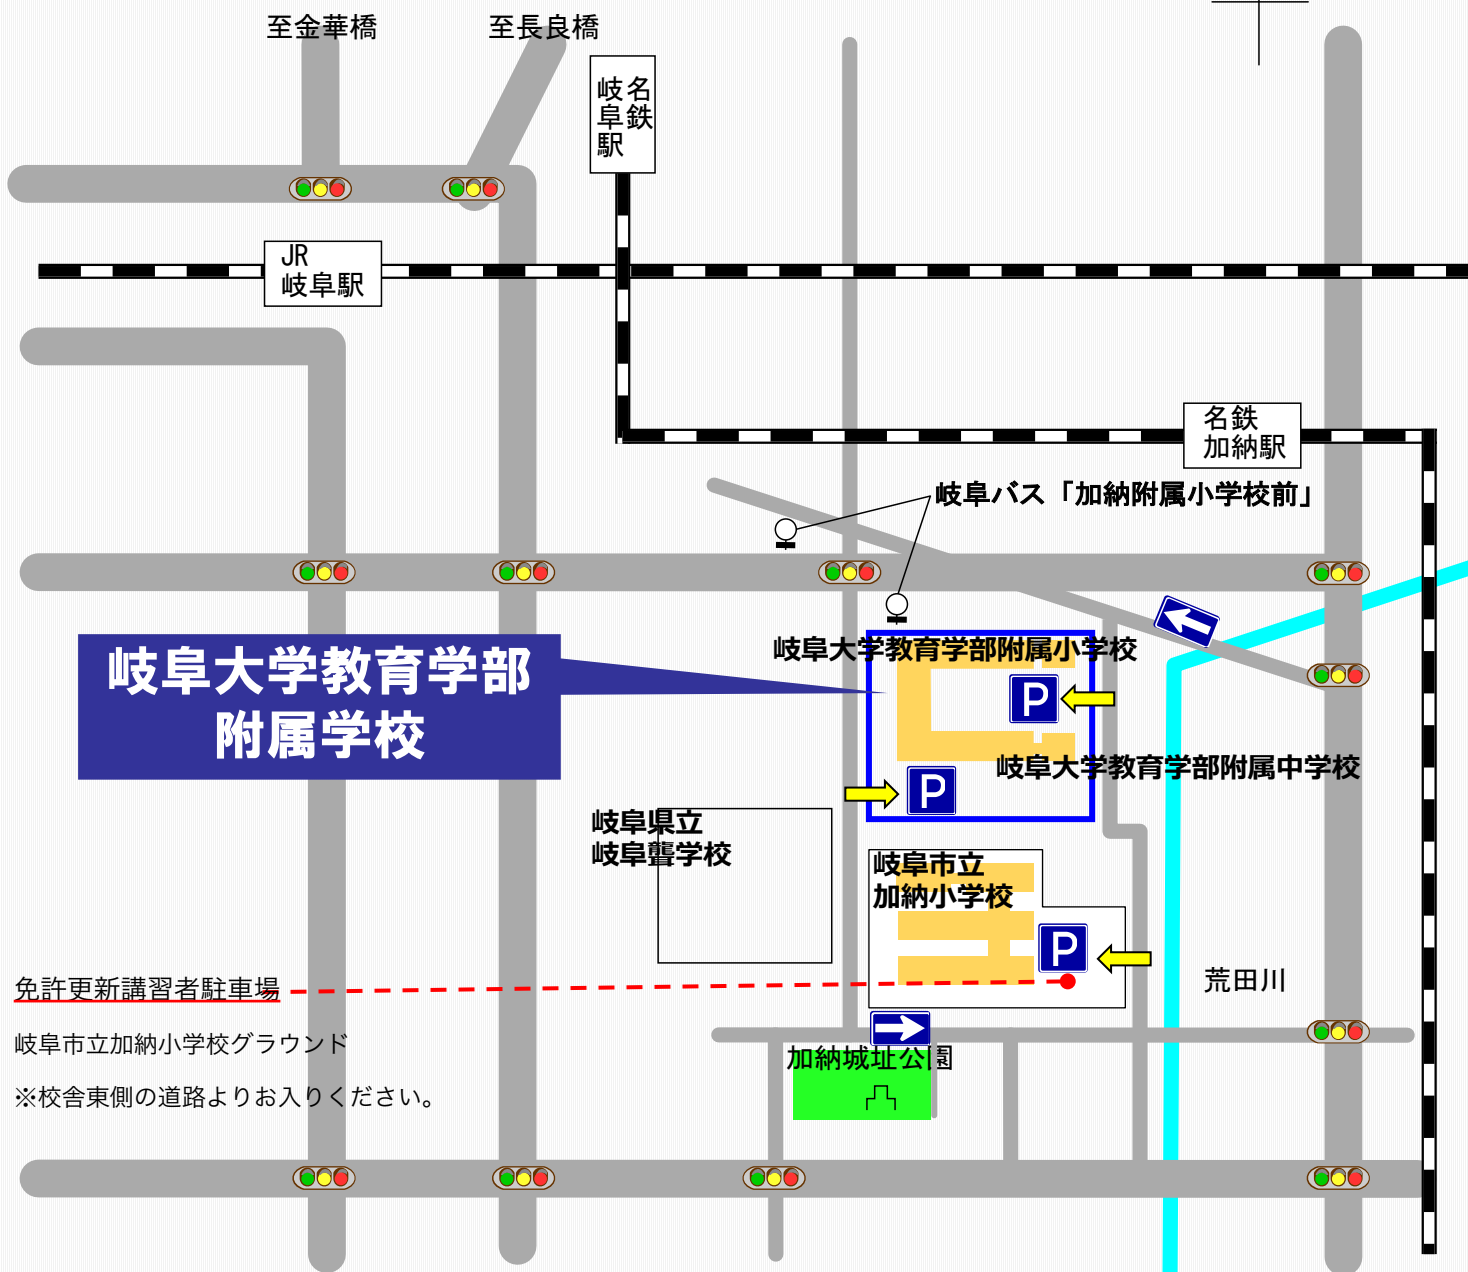 至金華橋
至長良橋
名鉄
岐阜駅
JR
岐阜駅
名鉄
加納駅
岐阜バス「加納附属小学校前」
岐阜大学教育学部
附属学校
岐阜大学教育学部附属小学校
P
岐阜大学教育学部附属中学校
P
岐阜県立
岐阜聾学校
岐阜市立
加納小学校
P
荒田川
免許更新講習者駐車場
岐阜市立加納小学校グラウンド
加納城址公園
※校舎東側の道路よりお入りください。